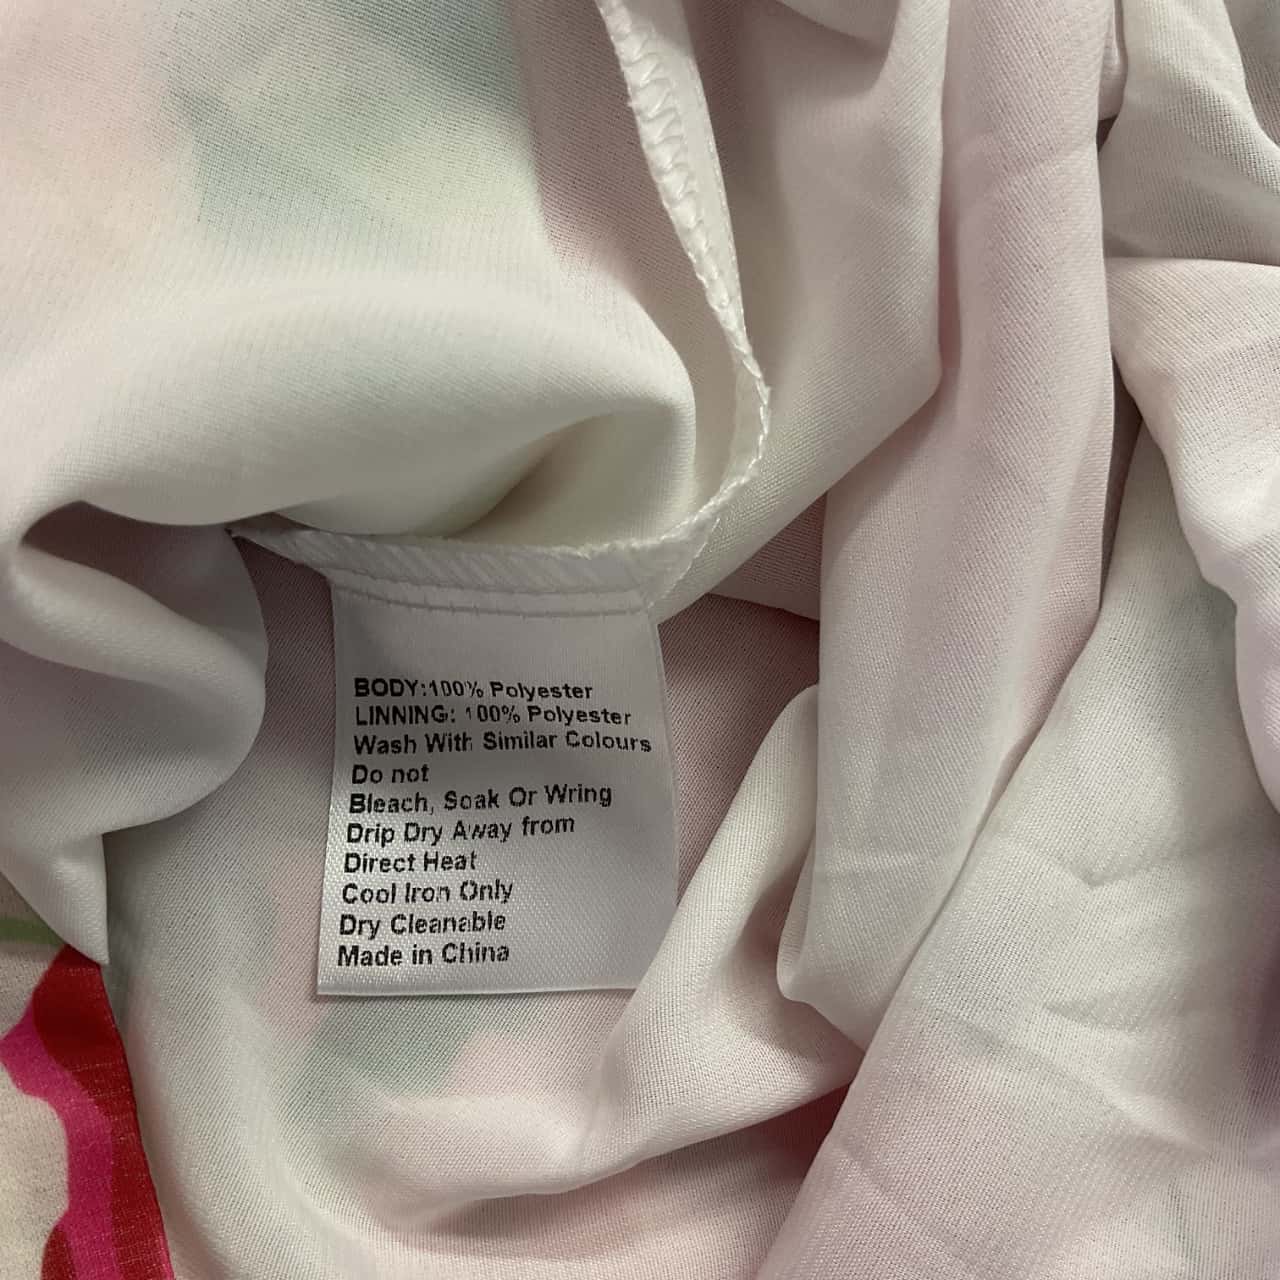 BODY:100% Polyester
LINNING: 100% Polyester
Wash With Similar Colours
Do not
Bleach, Soak Or Wring
Drip Dry Away from
Direct Heat
Cool Iron Only
Dry Cleanable
Made in China